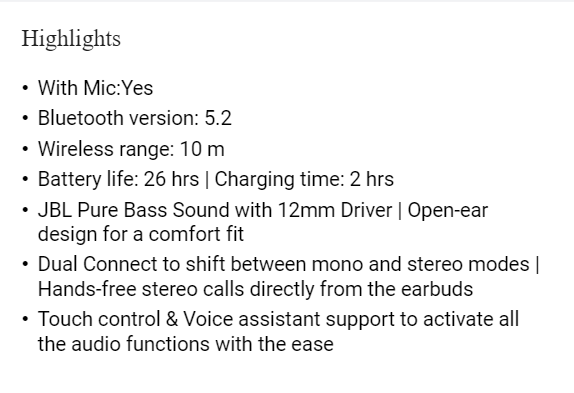 Highlights
• With Mic:Yes
• Bluetooth version: 5.2
• Wireless range: 10 m
• Battery life: 26 hrs | Charging time: 2 hrs
• JBL Pure Bass Sound with 12mm Driver | Open-ear
design for a comfort fit
• Dual Connect to shift between mono and stereo modes |
Hands-free stereo calls directly from the earbuds
• Touch control & Voice assistant support to activate all
the audio functions with the ease